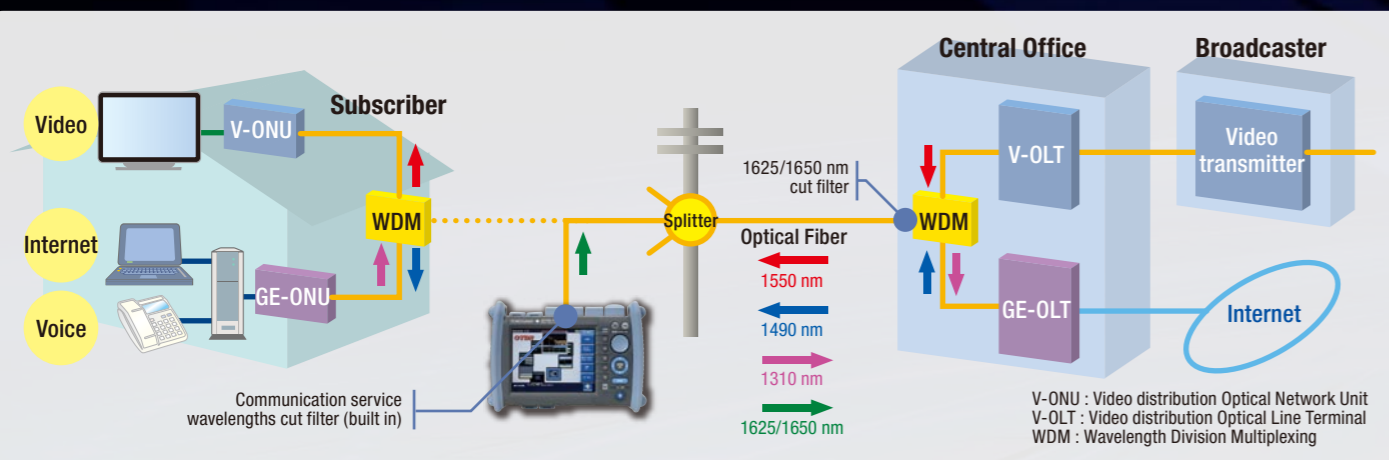 Central Office
Broadcaster
Subscriber
Video
V-ONU
V-OLT
Video
transmitter
1625/1650 nm
cut filter
WDM
Splitter
WDM
Optical Fiber
1550 nm
Internet
GE-ONU
1490 nm
GE-OLT
Internet
Voice
OTDR
1310 nm
Communication service
wavelengths cut filter (built in)
1625/1650 nm
V-ONU : Video distribution Optical Network Unit
V-OLT : Video distribution Optical Line Terminal
WDM : Wavelength Division Multiplexing